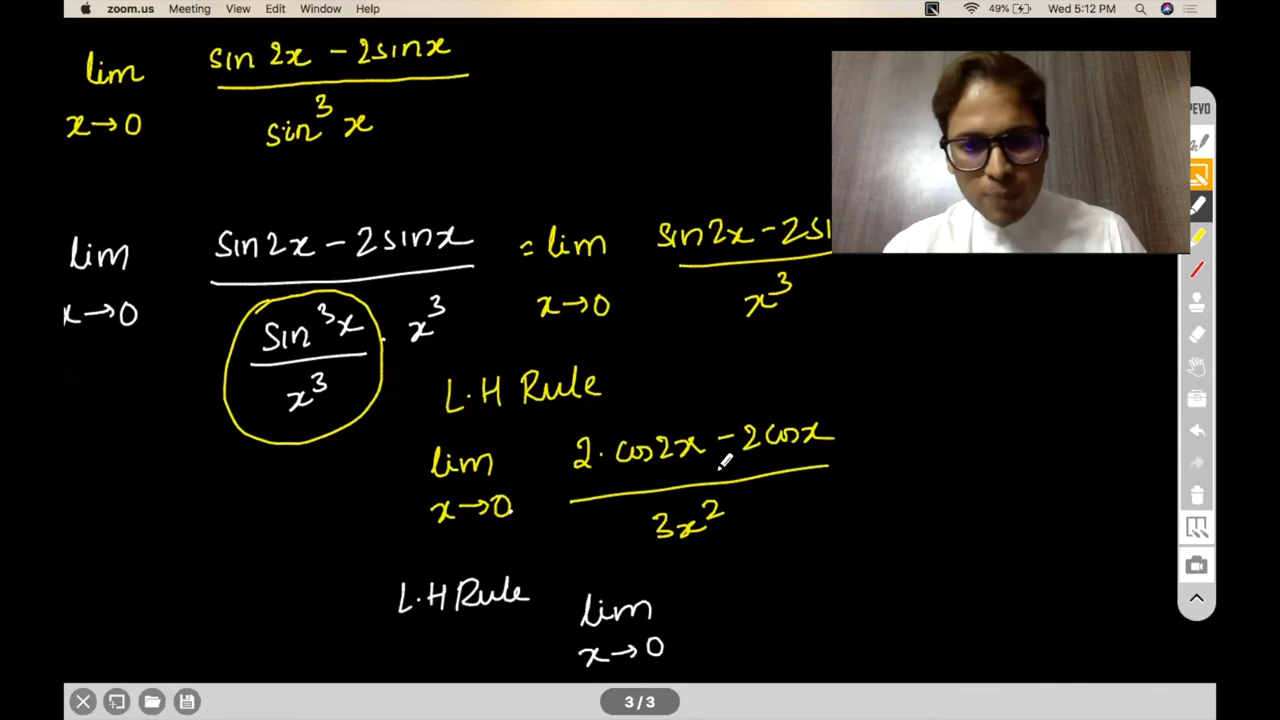 zoom.us Meeting Edit Window Help 49% Wed 5:12 PM
lim x→0 sin 2x - 2sinx / sin³ x
lim x→0 sin2x - 2sinx / sin³x / x³ . x³ = lim x→0 sin2x - 2si / x³
L.H Rule
lim x→0 2. cos2x - 2cosx / 3x²
L.H Rule lim x→0
3/3